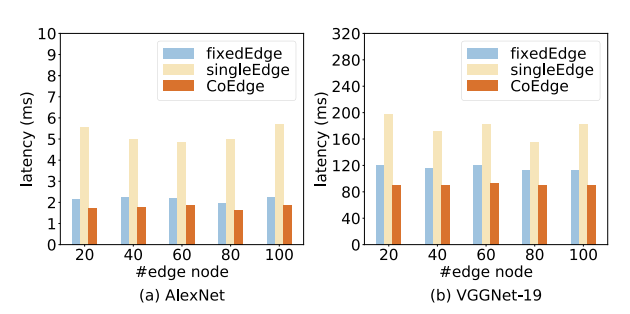 10
9
8
7
6
5
4
3
2
1
0
latency (ms)
fixedEdge
singleEdge
CoEdge
20 40 60 80 100
#edge node
(a) AlexNet
320
280
240
200
160
120
80
40
0
latency (ms)
fixedEdge
singleEdge
CoEdge
20 40 60 80 100
#edge node
(b) VGGNet-19